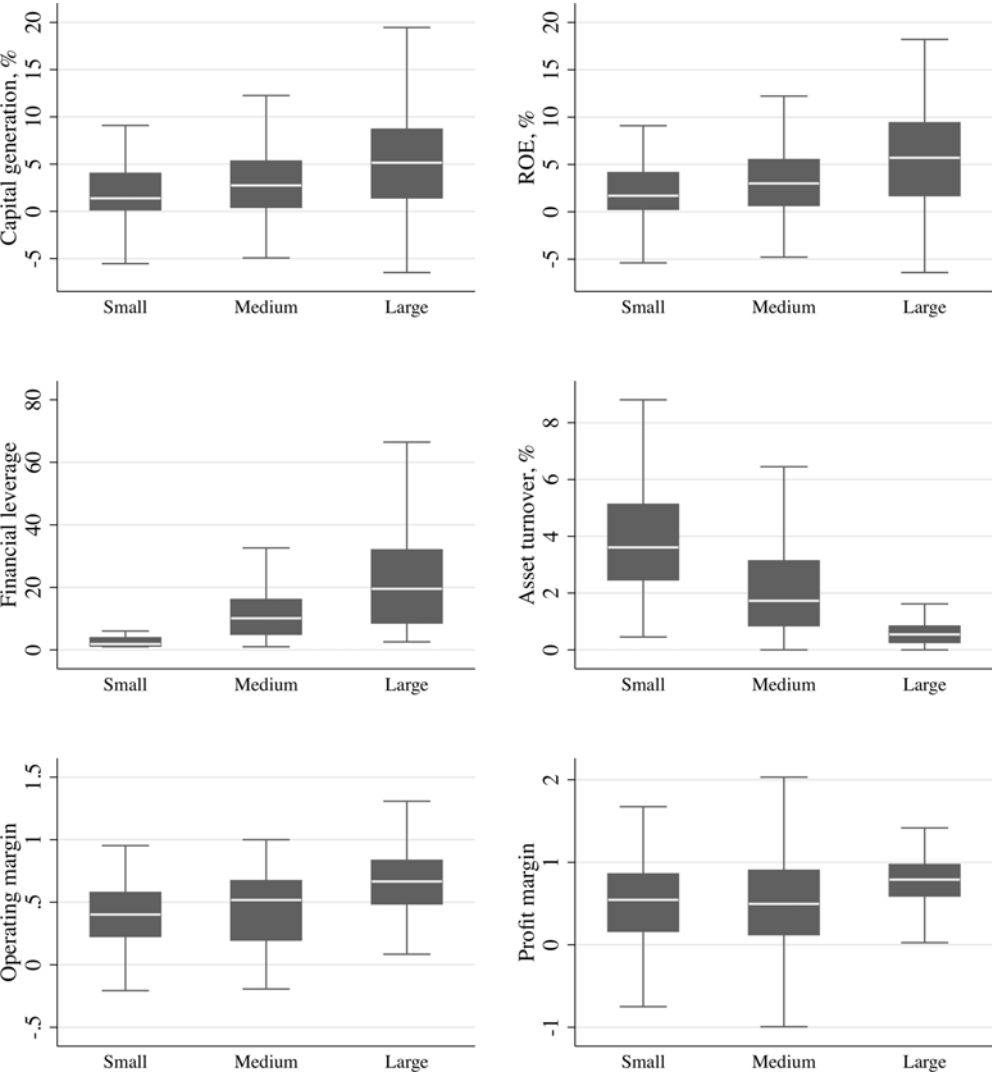 Capital generation, %
20
15
10
5
0
-5
Small Medium Large
ROE, %
20
15
10
5
0
-5
Small Medium Large
Financial leverage
80
60
40
20
0
Small Medium Large
Asset turnover, %
8
6
4
2
0
Small Medium Large
Operating margin
1.5
1
.5
0
-.5
Small Medium Large
Profit margin
2
1
0
-1
Small Medium Large